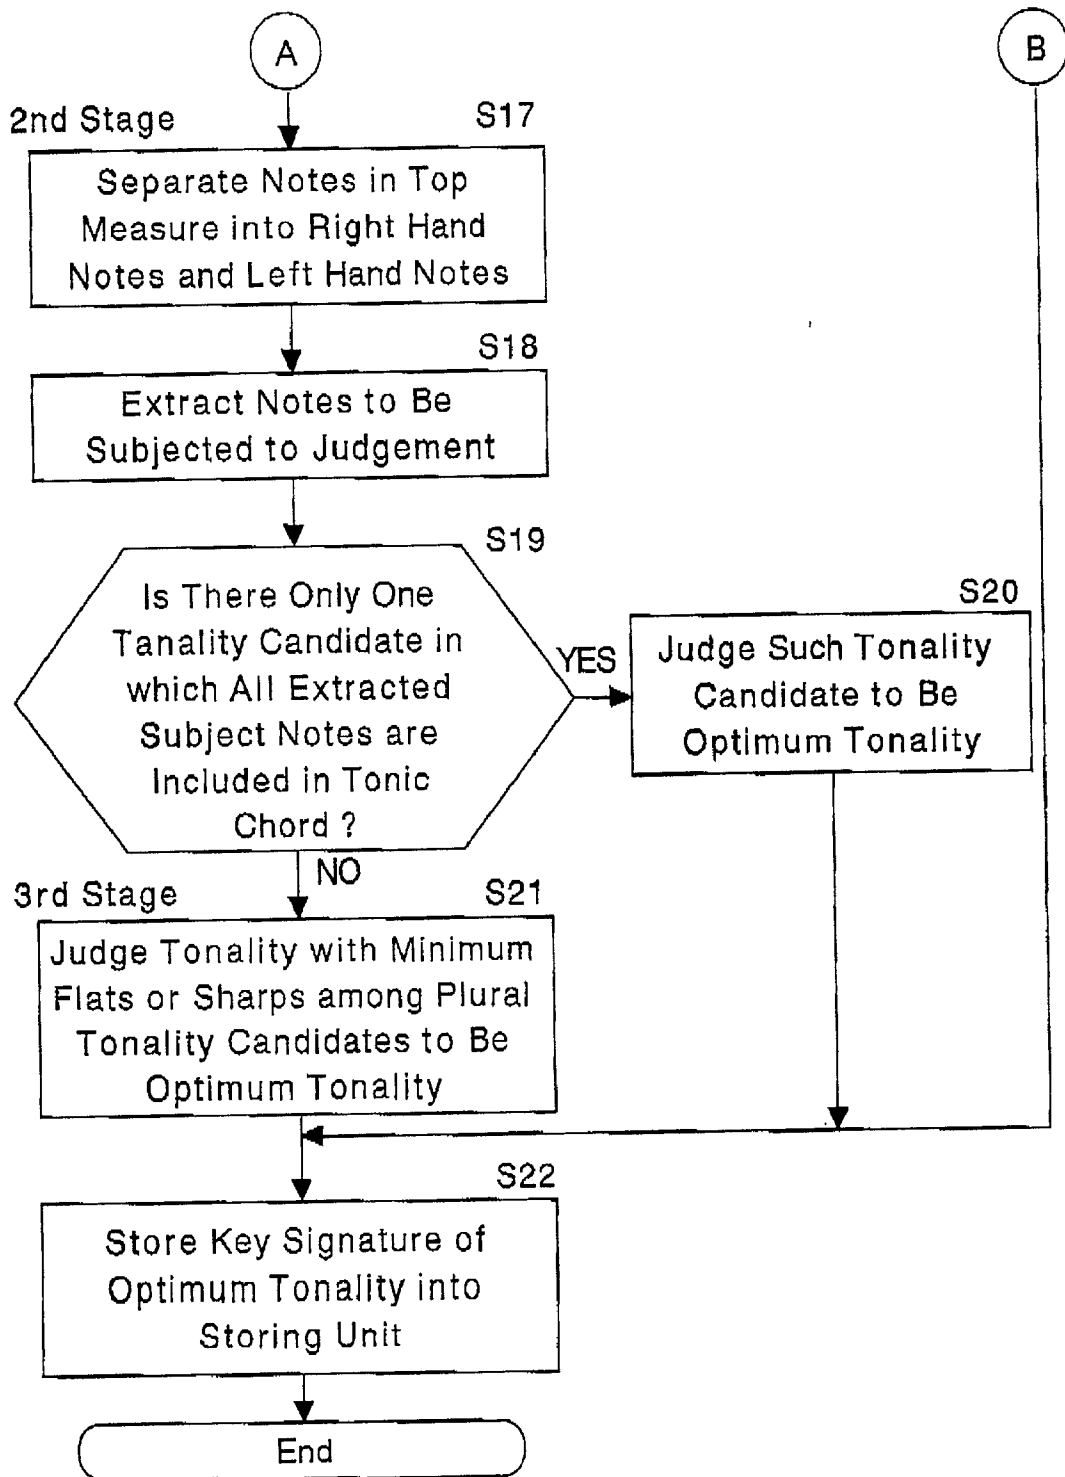 A
B
2nd Stage
S17
Separate Notes in Top
Measure into Right Hand
Notes and Left Hand Notes
S18
Extract Notes to Be
Subjected to Judgement
S19
Is There Only One
Tanality Candidate in
which All Extracted
Subject Notes are
Included in Tonic
Chord ?
YES
S20
Judge Such Tonality
Candidate to Be
Optimum Tonality
NO
3rd Stage
S21
Judge Tonality with Minimum
Flats or Sharps among Plural
Tonality Candidates to Be
Optimum Tonality
S22
Store Key Signature of
Optimum Tonality into
Storing Unit
End